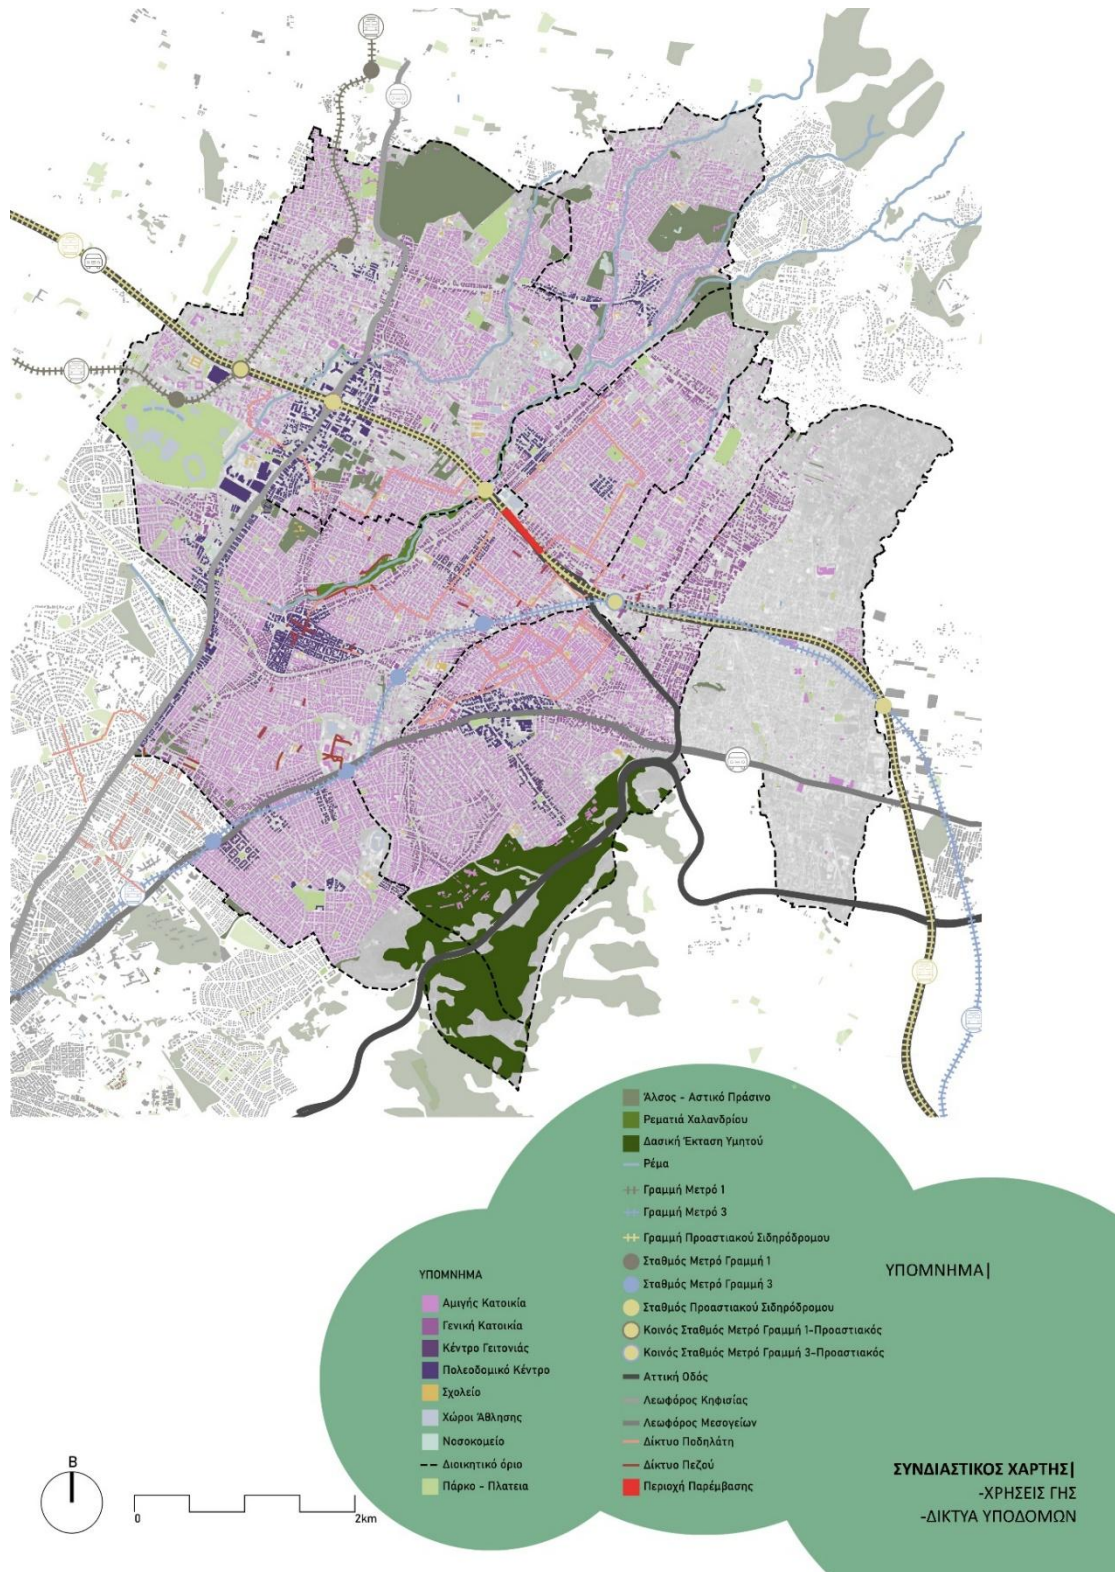 Άλσος - Αστικό Πράσινο
Ρεματιά Χαλανδρίου
Δασική Έκταση Υμητού
Ρέμα
Γραμμή Μετρό 1
Γραμμή Μετρό 3
Γραμμή Προαστιακού Σιδηρόδρομου
Σταθμός Μετρό Γραμμή 1
Σταθμός Μετρό Γραμμή 3
Σταθμός Προαστιακού Σιδηρόδρομου
Κοινός Σταθμός Μετρό Γραμμή 1-Προαστιακός
Κοινός Σταθμός Μετρό Γραμμή 3-Προαστιακός
Αττική Οδός
Λεωφόρος Κηφισίας
Λεωφόρος Μεσογείων
Δίκτυο Ποδηλάτη
Δίκτυο Πεζού
Περιοχή Παρέμβασης
ΥΠΟΜΝΗΜΑ
Αμιγής Κατοικία
Γενική Κατοικία
Κέντρο Γειτονιάς
Πολεοδομικό Κέντρο
Σχολείο
Χώροι Άθλησης
Νοσοκομείο
Διοικητικό όριο
Πάρκο - Πλατεια
ΥΠΟΜΝΗΜΑ|
ΣΥΝΔΙΑΣΤΙΚΟΣ ΧΑΡΤΗΣ|
-ΧΡΗΣΕΙΣ ΓΗΣ
-ΔΙΚΤΥΑ ΥΠΟΔΟΜΩΝ
Β
0 2km